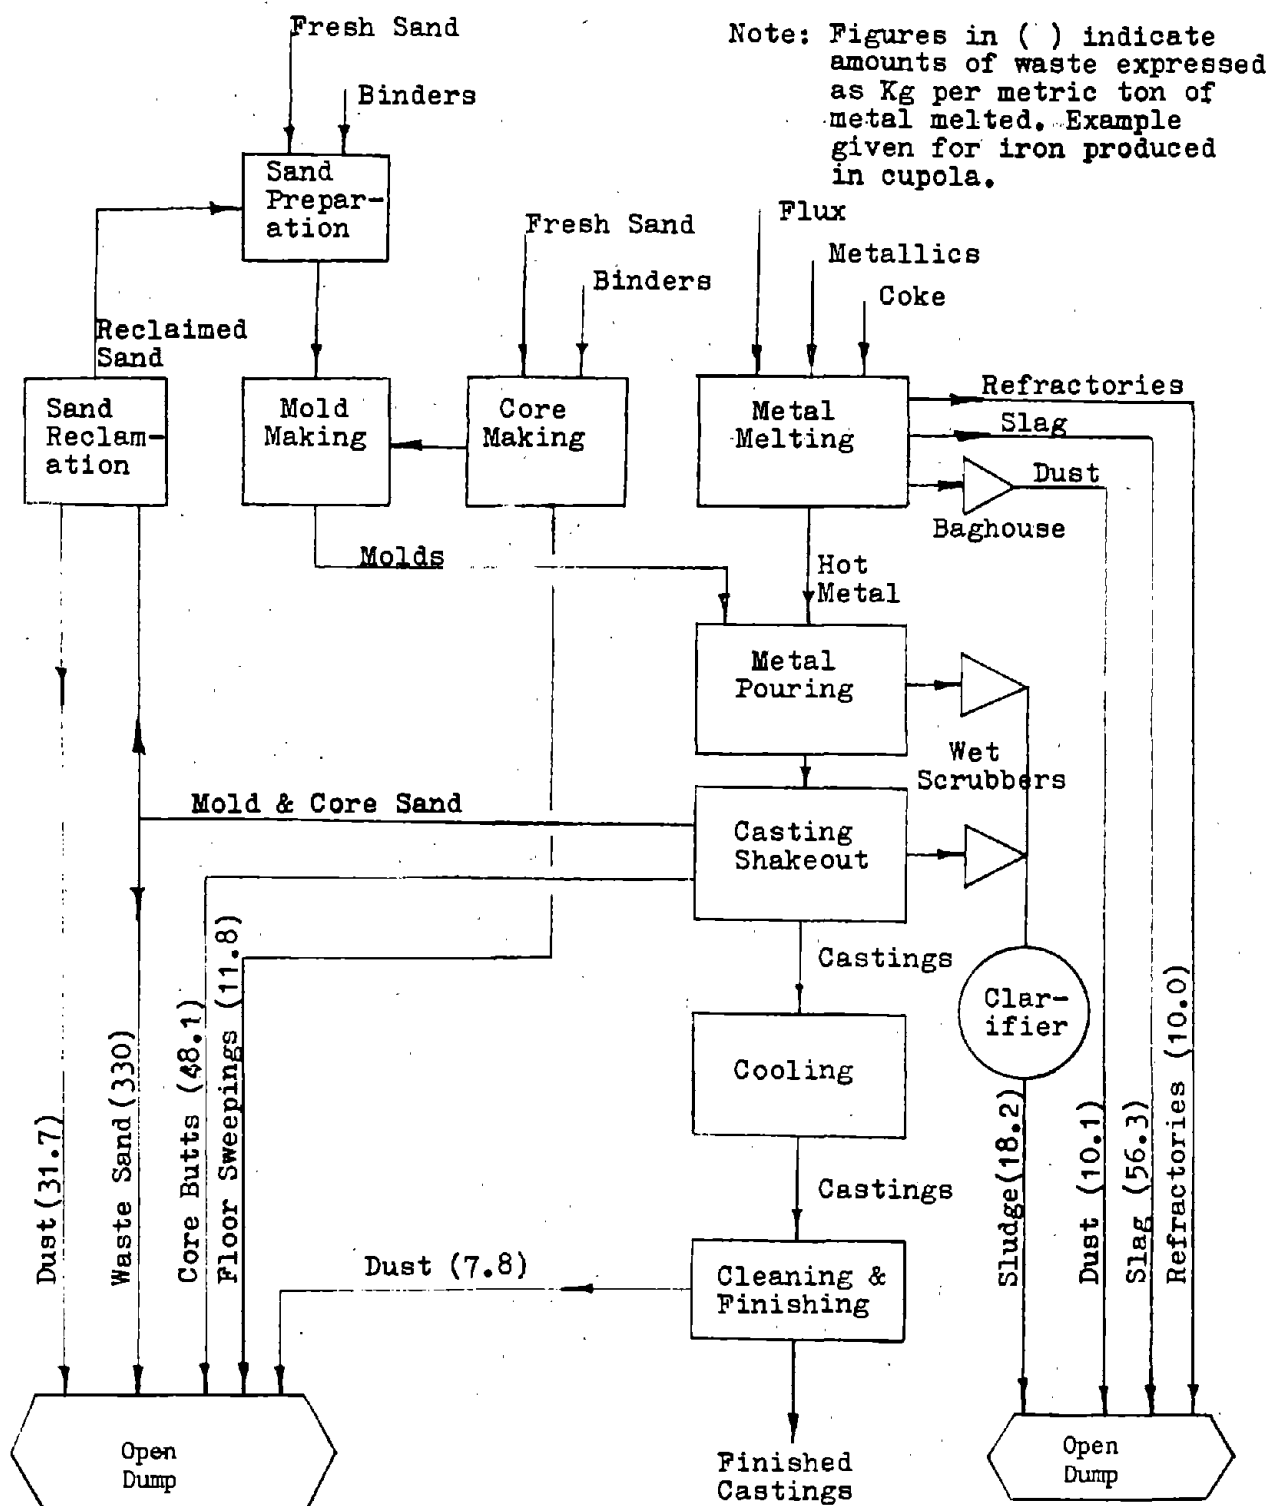 Fresh Sand
Binders
Note: Figures in ( ) indicate
amounts of waste expressed
as Kg per metric ton of
metal melted. Example
given for iron produced
in cupola.
Sand
Prepar-
ation
Fresh Sand
Binders
Flux
Metallics
Coke
Reclaimed
Sand
Sand
Reclam-
ation
Mold
Making
Core
Making
Metal
Melting
Refractories
Slag
Dust
Baghouse
Molds
Hot
Metal
Metal
Pouring
Wet
Scrubbers
Mold & Core Sand
Casting
Shakeout
Castings
Clar-
ifier
Cooling
Castings
Dust (31.7)
Waste Sand (330)
Core Butts (48.1)
Floor Sweepings (11.8)
Dust (7.8)
Cleaning &
Finishing
Sludge (18.2)
Dust (10.1)
Slag (56.3)
Refractories (10.0)
Open
Dump
Finished
Castings
Open
Dump